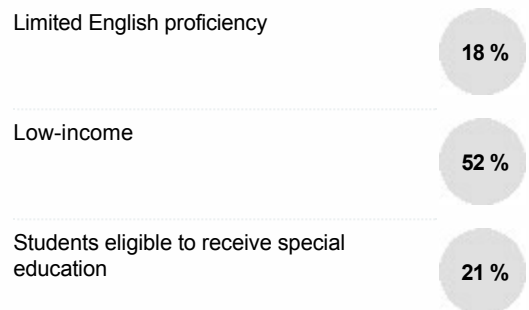 Limited English proficiency
18 %
Low-income
52 %
Students eligible to receive special
education
21 %